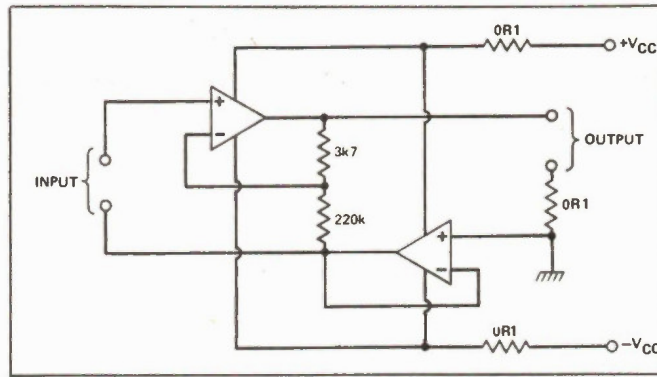 0R1
+VCC
+
−
3k7
INPUT
OUTPUT
220k
0R1
+
−
0R1
−VCC